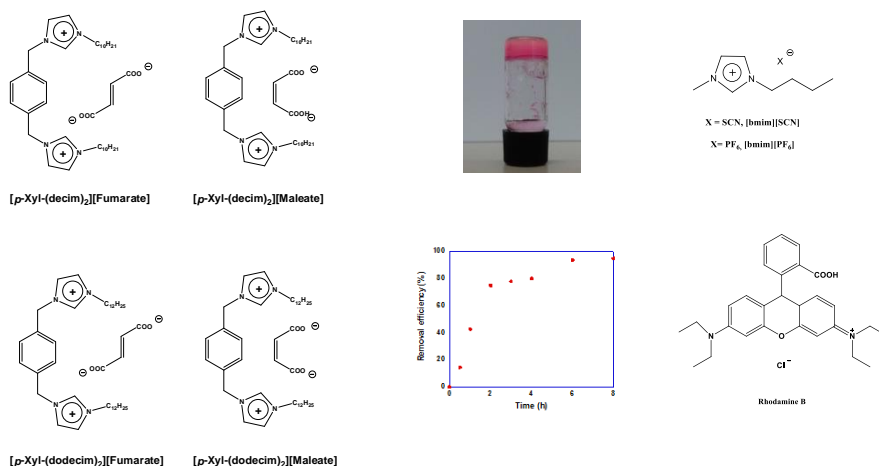 N + N C₁₀H₂₁
COO ⊖
⊖ OOC
N + N C₁₀H₂₁
[p-Xyl-(decim)₂][Fumarate]
N + N C₁₀H₂₁
COO ⊖
COOH ⊖
N + N C₁₀H₂₁
[p-Xyl-(decim)₂][Maleate]
X ⊖
N + N
X = SCN, [bmim][SCN]
X= PF₆, [bmim][PF₆]
N + N C₁₂H₂₅
COO ⊖
⊖ OOC
N + N C₁₂H₂₅
[p-Xyl-(dodecim)₂][Fumarate]
N + N C₁₂H₂₅
COO ⊖
COO ⊖
N + N C₁₂H₂₅
[p-Xyl-(dodecim)₂][Maleate]
Removal efficiency (%)
100
80
60
40
20
0
0 2 4 6 8
Time (h)
COOH
N O N+
Cl⁻
Rhodamine B